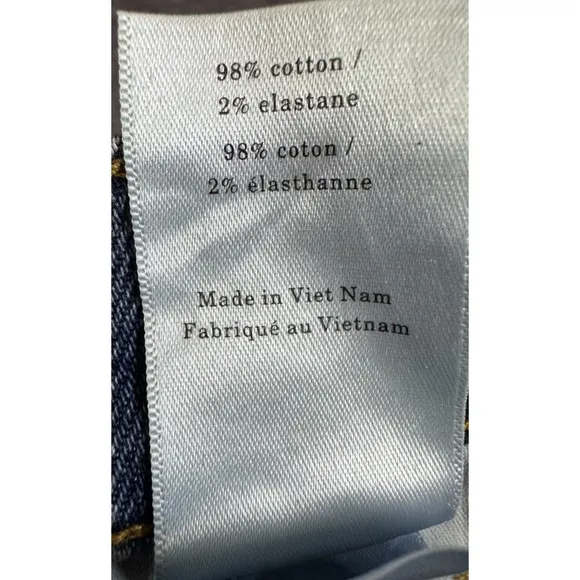 98% cotton /
2% elastane
98% coton /
2% élasthanne
Made in Viet Nam
Fabriqué au Vietnam